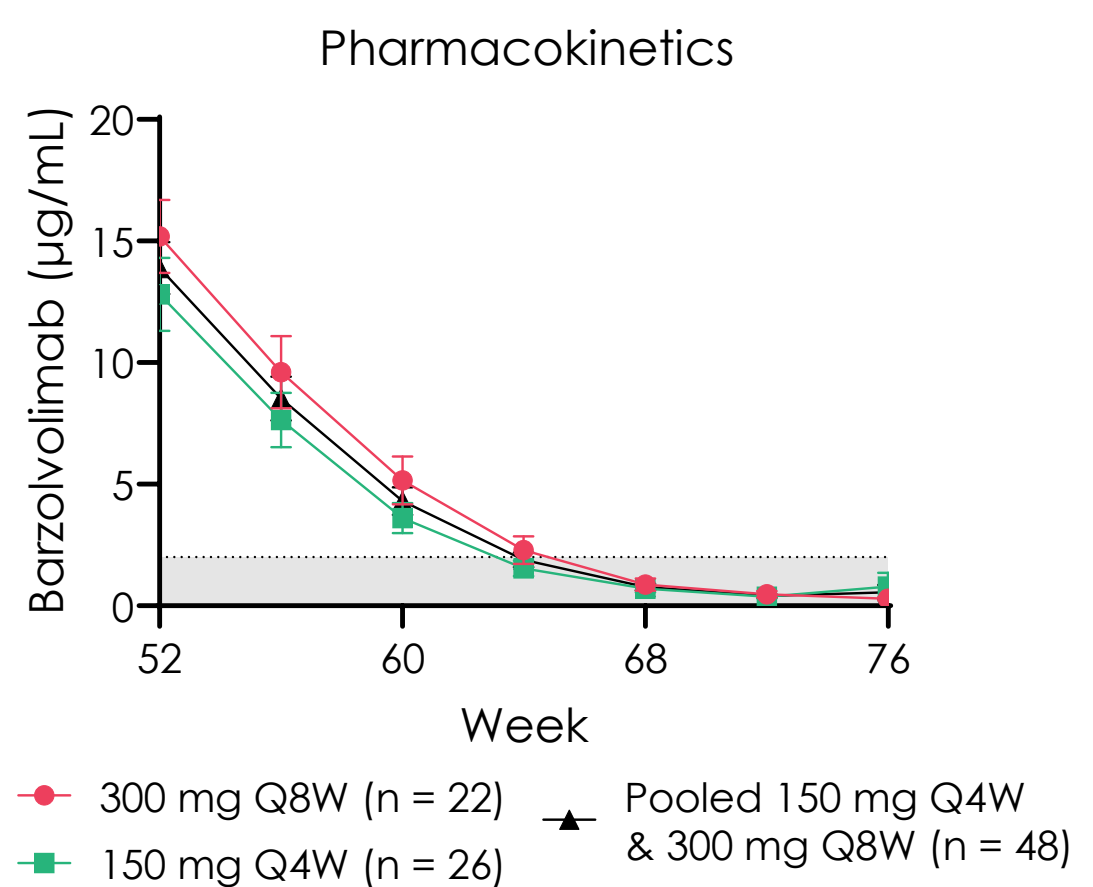 Pharmacokinetics
Barzolvolimab (µg/mL)
20
15
10
5
0
52
60
68
76
Week
300 mg Q8W (n = 22)
150 mg Q4W (n = 26)
Pooled 150 mg Q4W
& 300 mg Q8W (n = 48)